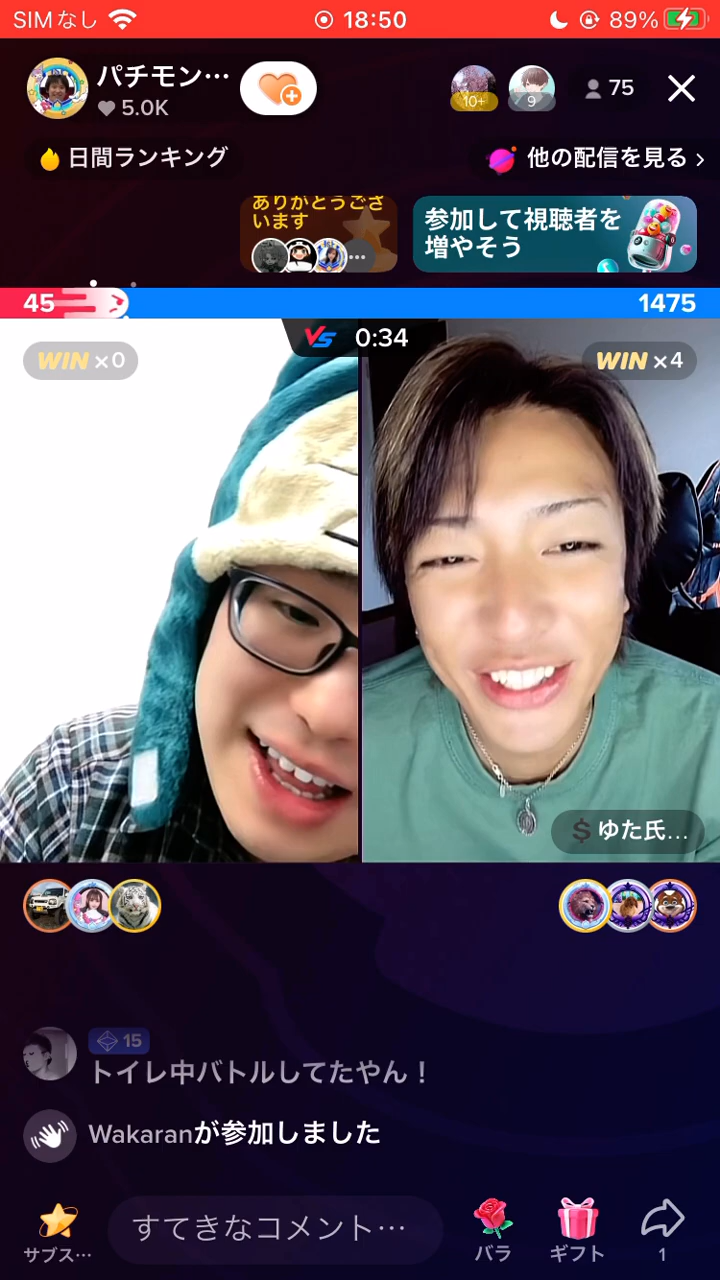 SIMなし 18:50 89%
パチモン…
5.0K
10+ 9 75
日間ランキング
他の配信を見る
ありがとうござ
います
参加して視聴者を
増やそう
45 1475
VS 0:34
WIN ×0
WIN ×4
$ ゆた氏…
15
トイレ中バトルしてたやん！
Wakaranが参加しました
すてきなコメント…
サブス… バラ ギフト 1